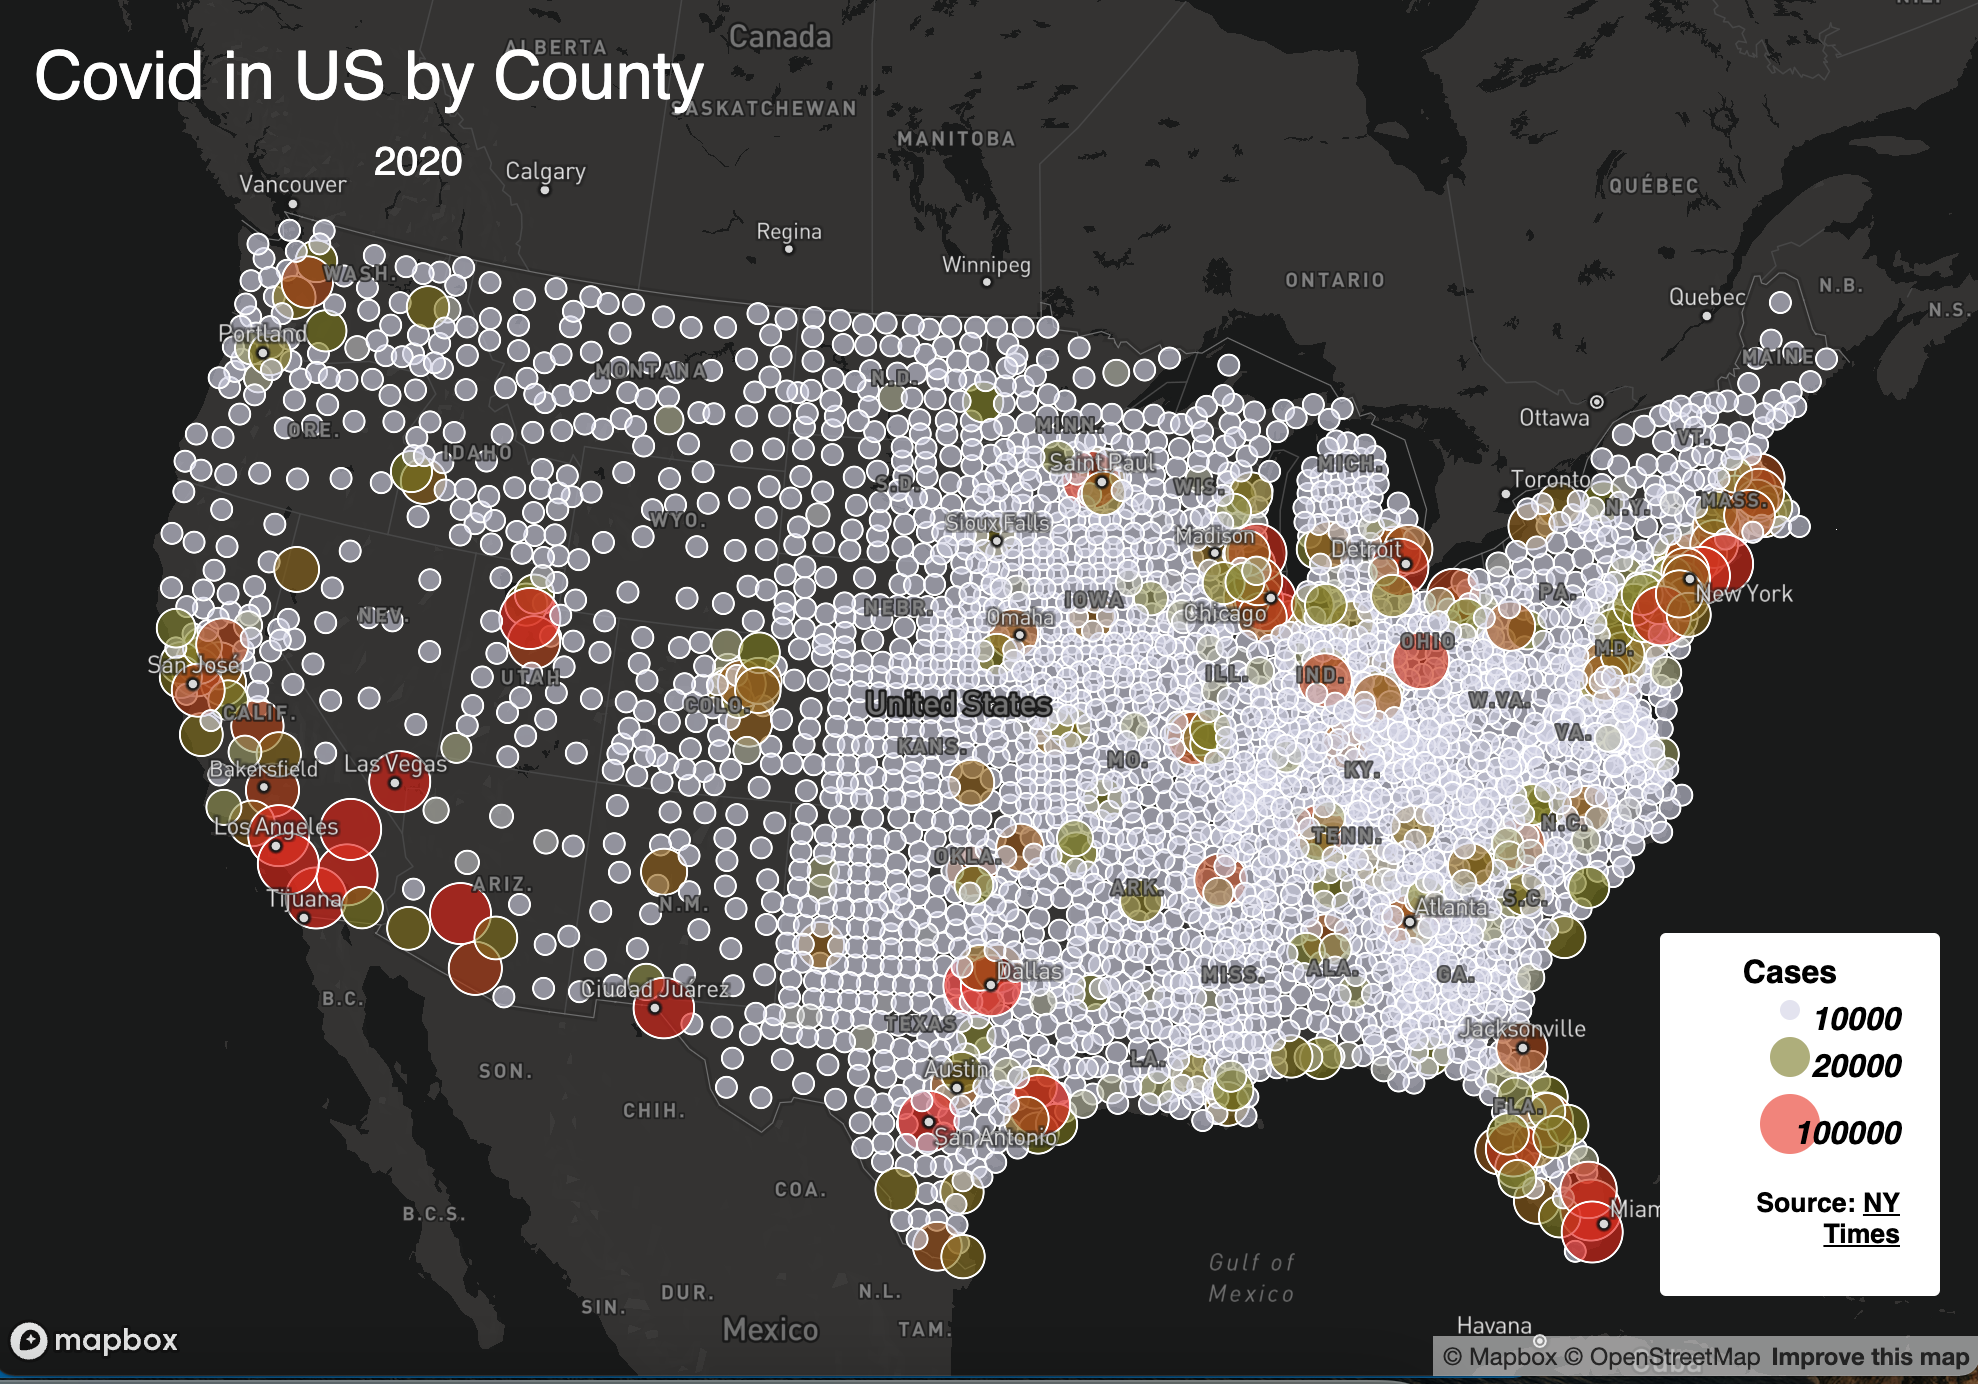 Covid in US by County
2020
Canada
ALBERTA
SASKATCHEWAN
MANITOBA
Calgary
Vancouver
QUÉBEC
Regina
Winnipeg
ONTARIO
WASH.
N.B.
Quebec
N.S.
Portland
MAINE
MONTANA
N.D.
Ottawa
MINN.
ORE.
VT.
IDAHO
Saint Paul
MICH.
S.D.
WIS.
Toronto
MASS.
N.Y.
WYO.
Sioux Falls
Madison
Detroit
PA.
New York
IOWA
NEBR.
Omaha
Chicago
NEV.
OHIO
MD.
San José
UTAH
ILL.
IND.
COLO.
United States
W.VA.
CALIF.
VA.
KANS.
MO.
Las Vegas
Bakersfield
KY.
Los Angeles
N.C.
TENN.
OKLA.
ARIZ.
ARK.
Tijuana
N.M.
S.C.
Atlanta
Dallas
ALA.
MISS.
GA.
Ciudad Juárez
B.C.
TEXAS
Jacksonville
LA.
SON.
Austin
CHIH.
FLA.
San Antonio
COA.
B.C.S.
Miam
Gulf of
Mexico
DUR.
N.L.
SIN.
Mexico
TAM.
Havana
Cuba
Cases
10000
20000
100000
Source: NY
Times
mapbox
© Mapbox © OpenStreetMap Improve this map